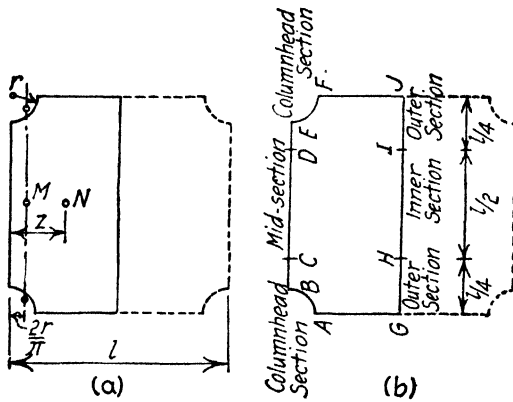 r
M
N
z
2r
π
l
(a)
Columnhead
Section
Mid-section
Columnhead
Section
F
E
D
C
B
A
J
I
H
G
Outer
Section
Inner
Section
Outer
Section
l/4
l/2
l/4
(b)